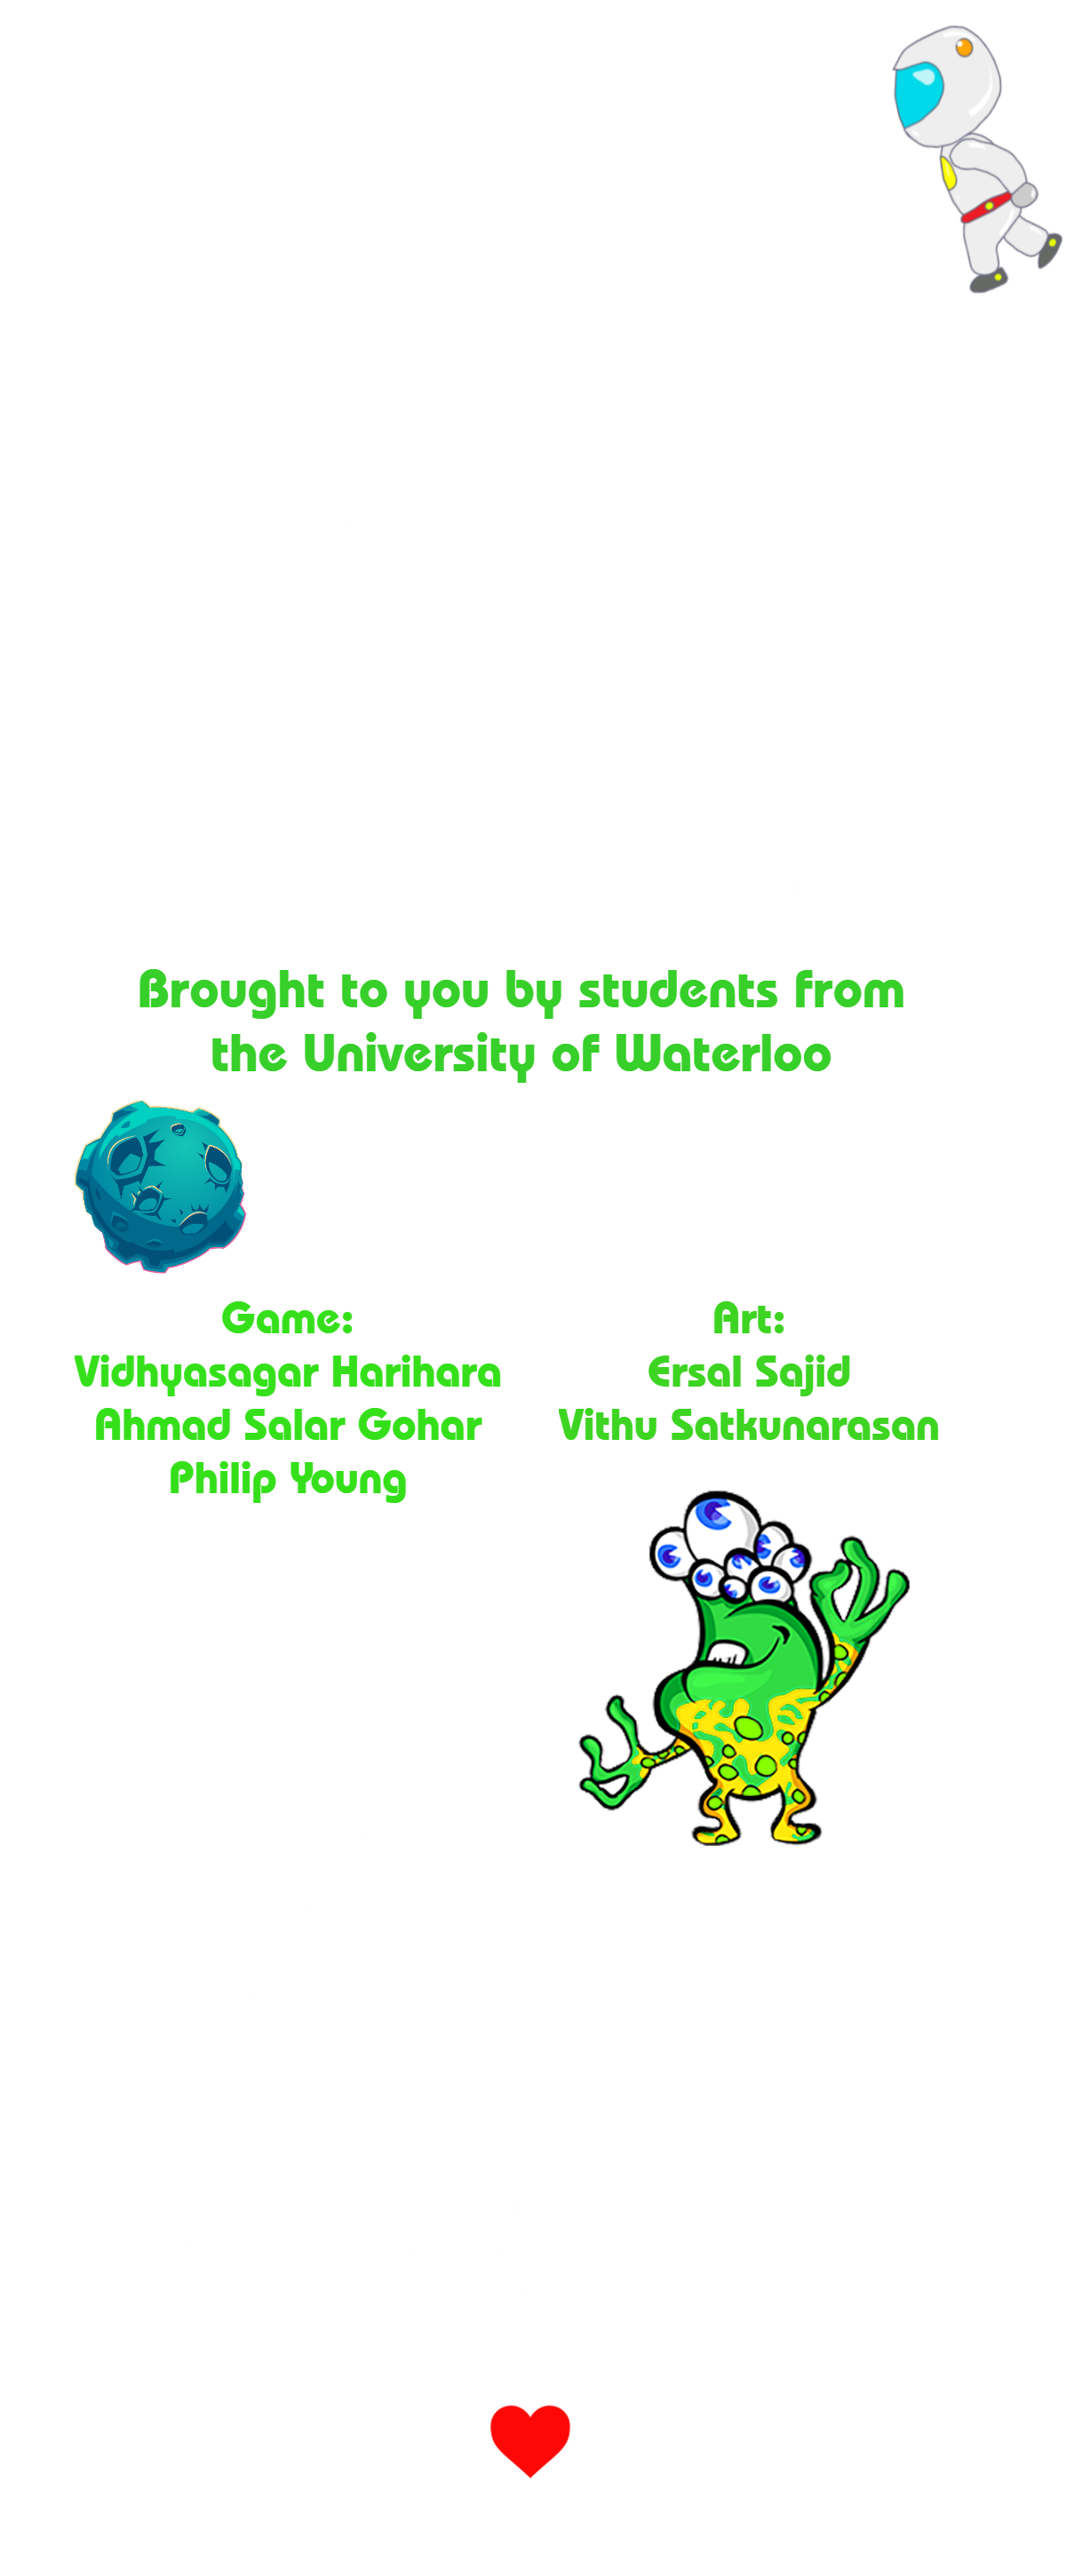 Brought to you by students from
the University of Waterloo
Game:
Vidhyasagar Harihara
Ahmad Salar Gohar
Philip Young
Art:
Ersal Sajid
Vithu Satkunarasan